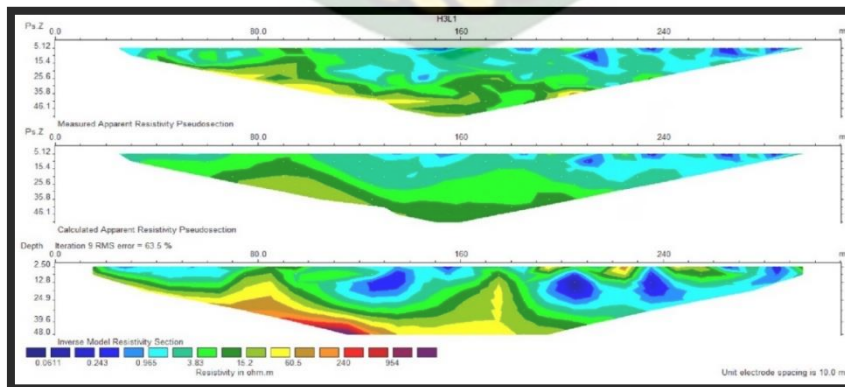 H3L1
Ps.Z 0.0 80.0 160 240 m
5.12
15.4
25.6
35.8
46.1
Measured Apparent Resistivity Pseudosection
Ps.Z 0.0 80.0 160 240 m
5.12
15.4
25.6
35.8
46.1
Calculated Apparent Resistivity Pseudosection
Depth Iteration 9 RMS error = 63.5 %
0.0 80.0 160 240 m
2.50
12.8
24.9
36.6
48.0
Inverse Model Resistivity Section
0.0611 0.243 0.965 3.83 15.2 60.5 240 954
Resistivity in ohm.m
Unit electrode spacing is 10.0 m